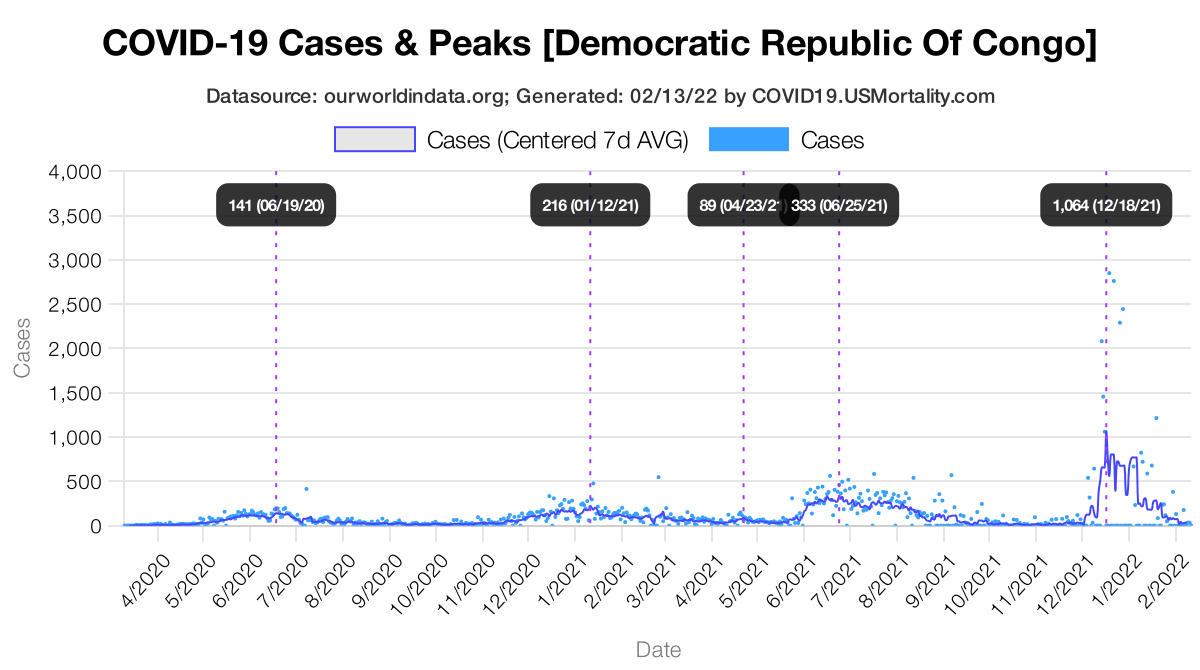 COVID-19 Cases & Peaks [Democratic Republic Of Congo]
Datasource: ourworldindata.org; Generated: 02/13/22 by COVID19.USMortality.com
Cases (Centered 7d AVG) Cases
4,000
141 (06/19/20) 216 (01/12/21) 89 (04/23/21 333 (06/25/21) 1,064 (12/18/21)
3,500
3,000
2,500
2,000
1,500
1,000
500
0
Cases
4/2020 5/2020 6/2020 7/2020 8/2020 9/2020 10/2020 11/2020 12/2020 1/2021 2/2021 3/2021 4/2021 5/2021 6/2021 7/2021 8/2021 9/2021 10/2021 11/2021 12/2021 1/2022 2/2022
Date